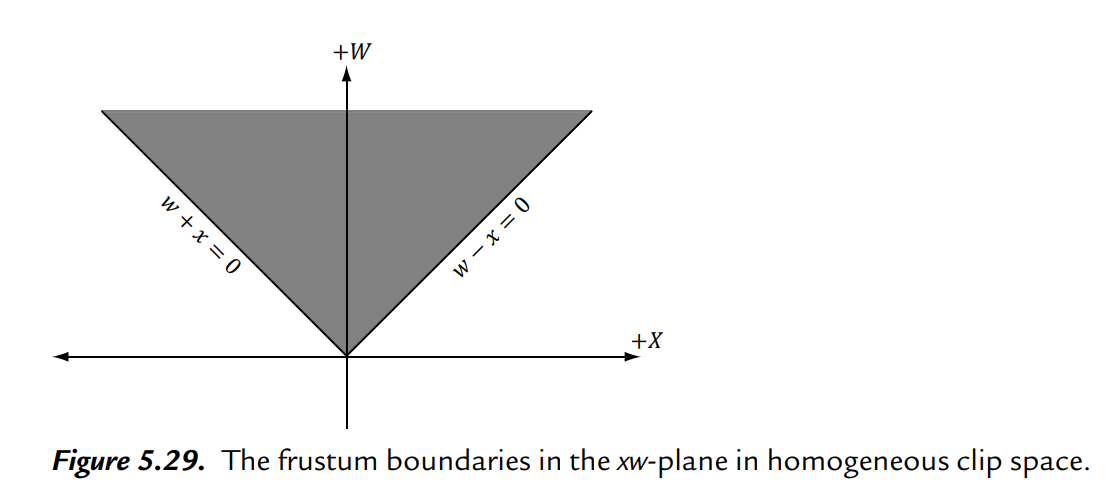 +W
w + x = 0
w − x = 0
+X
Figure 5.29. The frustum boundaries in the xw-plane in homogeneous clip space.